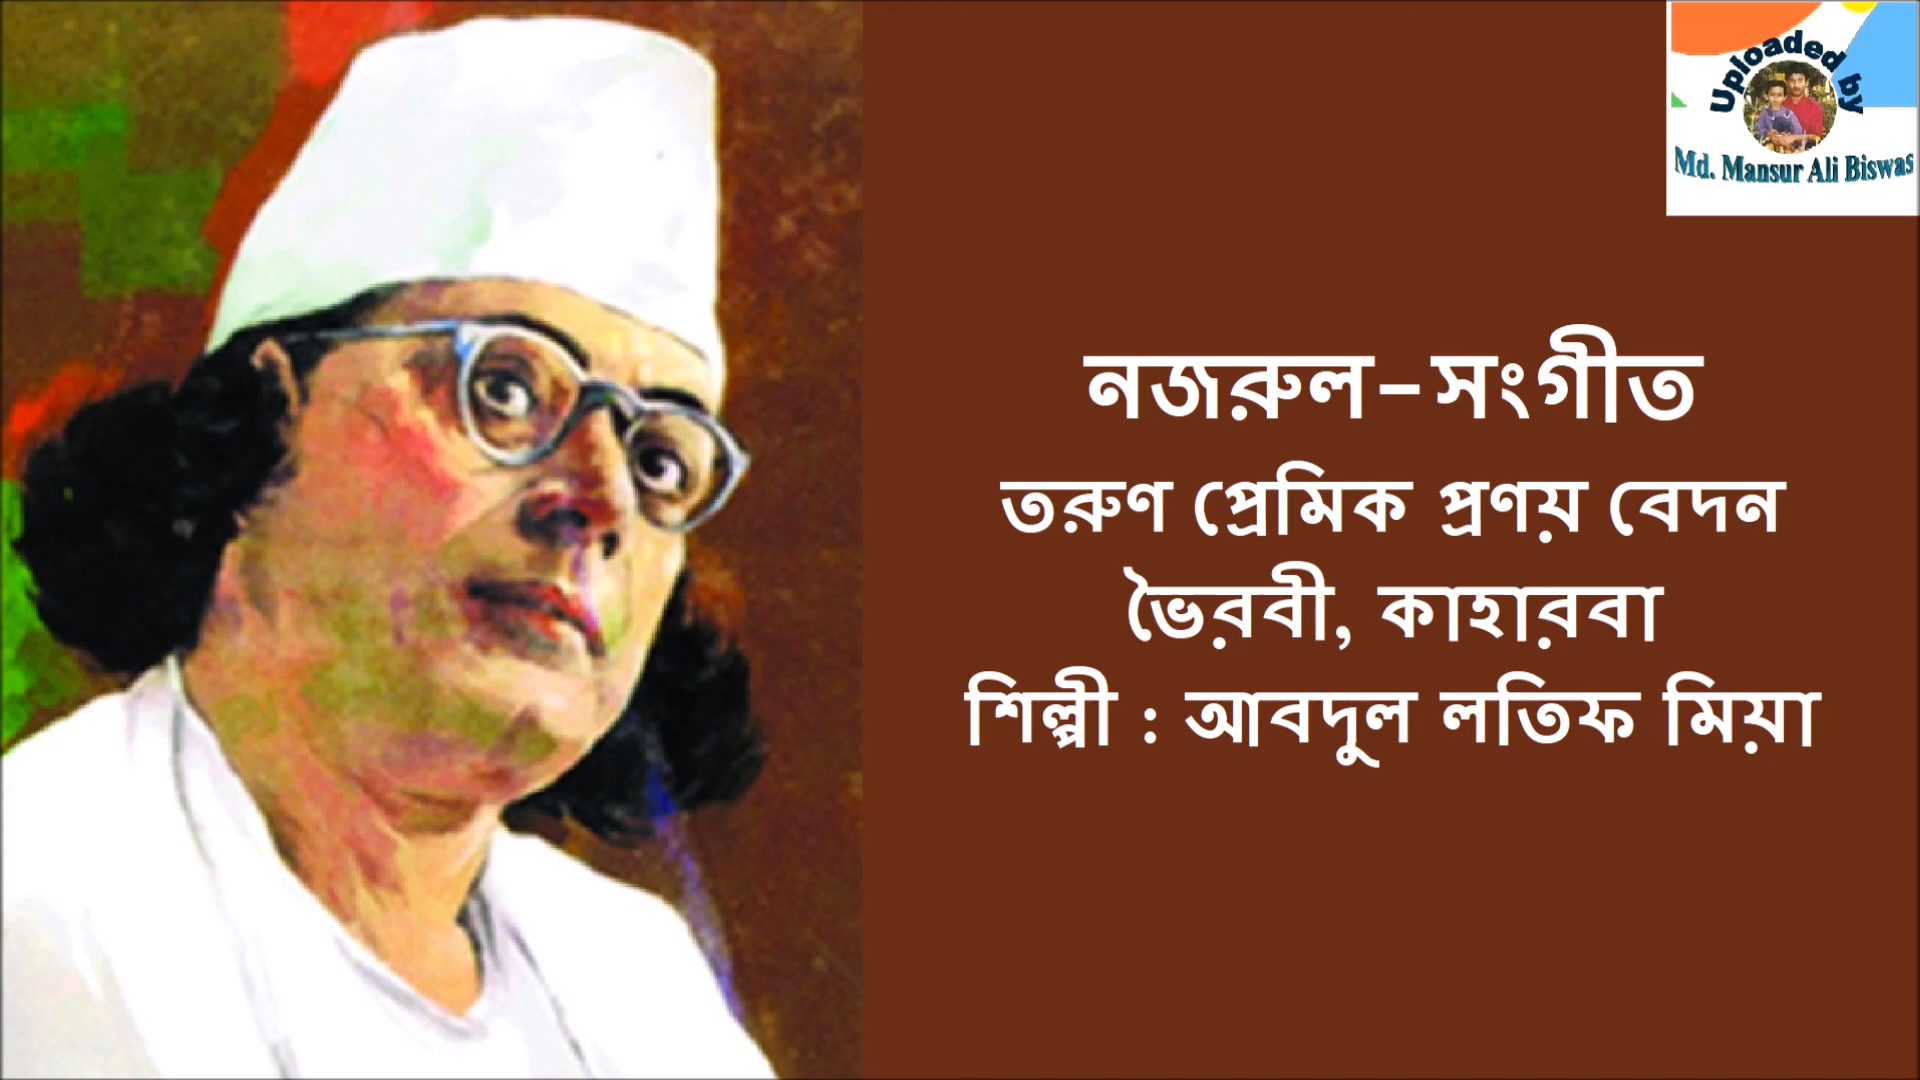 Uploaded by
Md. Mansur Ali Biswas
নজরুল-সংগীত
তরুণ প্রেমিক প্রণয় বেদন
ভৈরবী, কাহারবা
শিল্পী : আবদুল লতিফ মিয়া